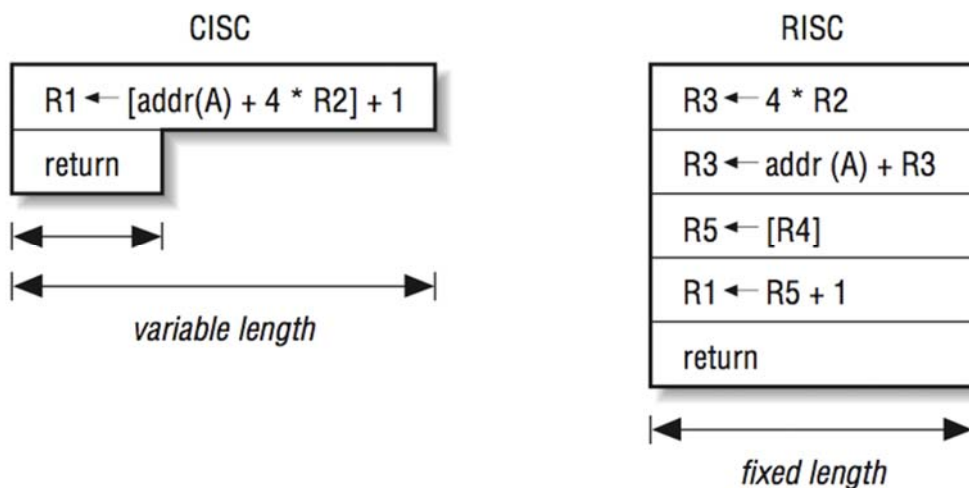 CISC
R1 ← [addr(A) + 4 * R2] + 1
return
variable length
RISC
R3 ← 4 * R2
R3 ← addr (A) + R3
R5 ← [R4]
R1 ← R5 + 1
return
fixed length